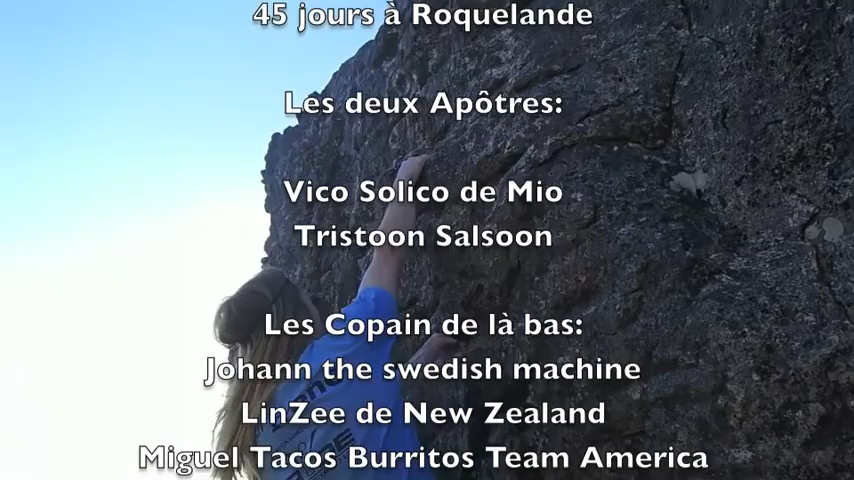 45 jours à Roquelande
Les deux Apôtres:
Vico Solico de Mio
Tristoon Salsoon
Les Copain de là bas:
Johann the swedish machine
LinZee de New Zealand
Miguel Tacos Burritos Team America